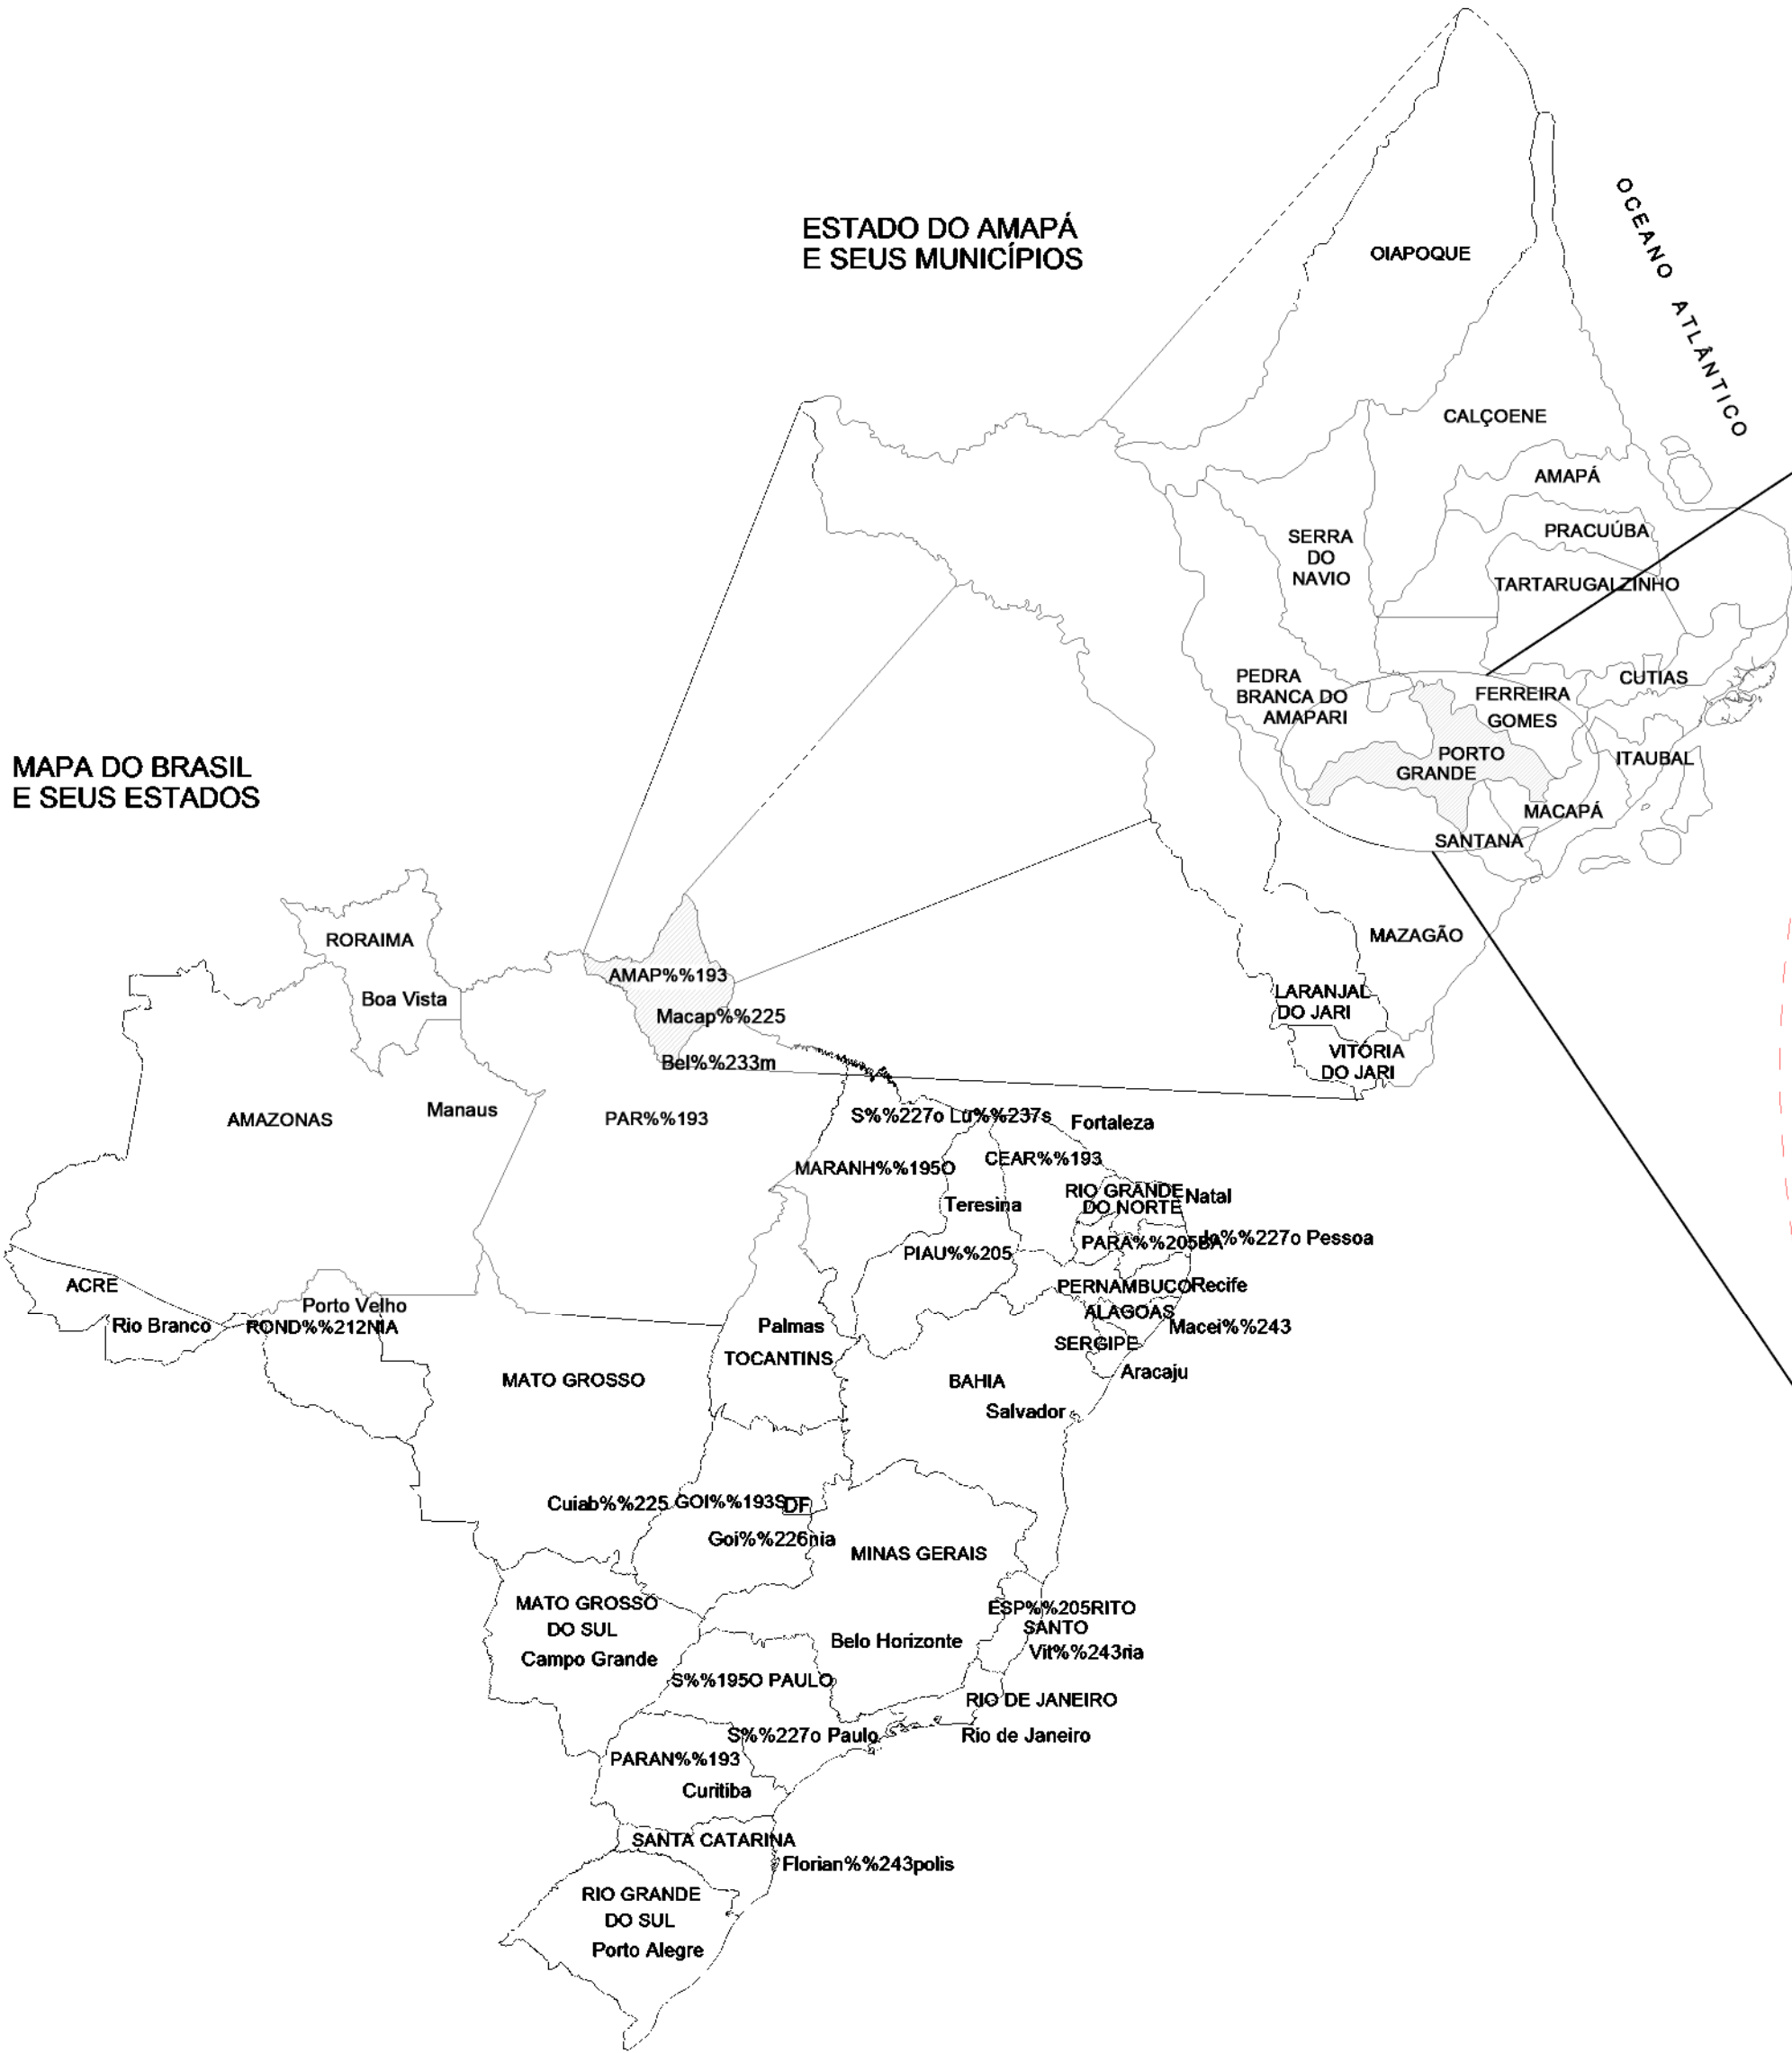 ESTADO DO AMAPÁ
E SEUS MUNICÍPIOS
OIAPOQUE
OCEANO ATLÂNTICO
CALÇOENE
AMAPÁ
PRACUÚBA
SERRA
DO
NAVIO
TARTARUGALZINHO
CUTIAS
PEDRA
BRANCA DO
AMAPARI
FERREIRA
GOMES
PORTO
GRANDE
ITAUBAL
MACAPÁ
SANTANA
MAZAGÃO
LARANJAL
DO JARI
VITÓRIA
DO JARI
MAPA DO BRASIL
E SEUS ESTADOS
RORAIMA
Boa Vista
AMAP%%193
Macap%%225
Bel%%233m
AMAZONAS
Manaus
PAR%%193
S%%227o Lu%%237s
Fortaleza
MARANH%%195O
CEAR%%193
Teresina
RIO GRANDE
DO NORTE
Natal
PIAU%%205
PARA%%205BA
Jo%%227o Pessoa
ACRE
Rio Branco
Porto Velho
ROND%%212NIA
PERNAMBUCO
Recife
ALAGOAS
Macei%%243
SERGIPE
Aracaju
Palmas
TOCANTINS
MATO GROSSO
BAHIA
Salvador
Cuiab%%225
GOI%%193S
DF
Goi%%226nia
MINAS GERAIS
Belo Horizonte
MATO GROSSO
DO SUL
Campo Grande
ESP%%205RITO
SANTO
Vit%%243ria
S%%195O PAULO
S%%227o Paulo
RIO DE JANEIRO
Rio de Janeiro
PARAN%%193
Curitiba
SANTA CATARINA
Florian%%243polis
RIO GRANDE
DO SUL
Porto Alegre